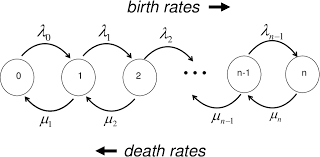 birth rates
λ0 λ1 λ2 λn-1
0 1 2 ... n-1 n
μ1 μ2 μn-1 μn
death rates